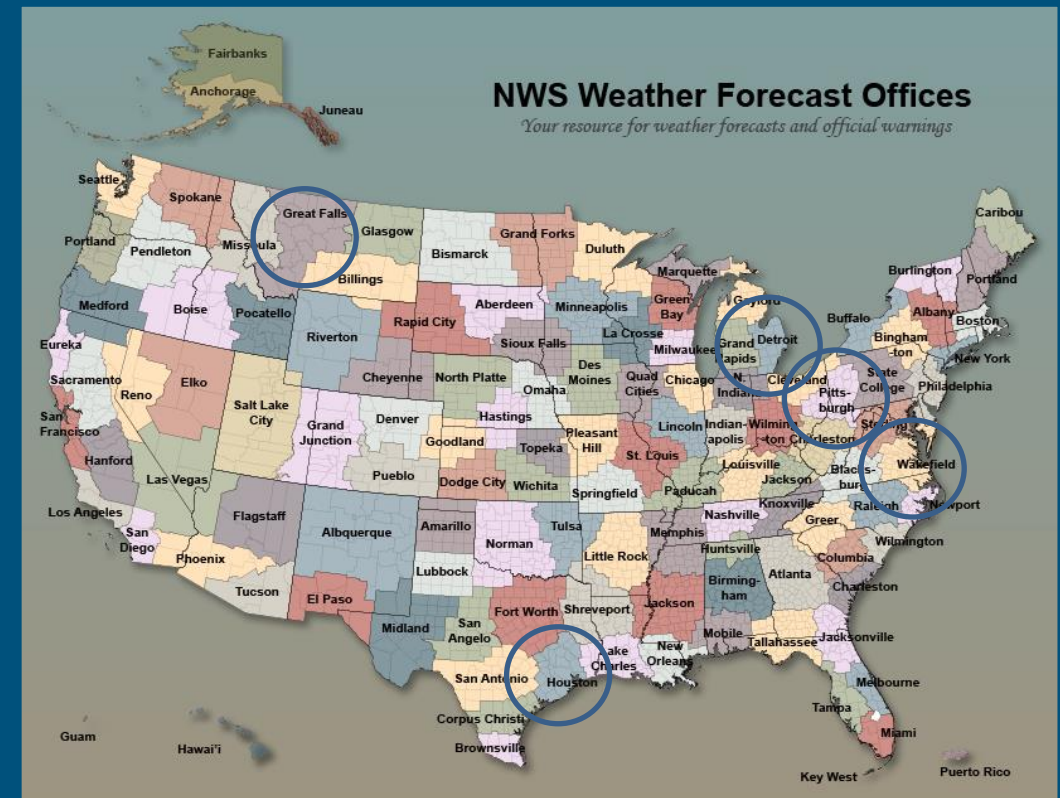 Fairbanks
Anchorage
Juneau
NWS Weather Forecast Offices
Your resource for weather forecasts and official warnings
Seattle
Spokane
Great Falls
Glasgow
Portland
Pendleton
Missoula
Bismarck
Grand Forks
Duluth
Caribou
Billings
Marquette
Burlington
Portland
Medford
Boise
Pocatello
Riverton
Rapid City
Aberdeen
Minneapolis
Green
Bay
Gaylord
Buffalo
Albany
Boston
Eureka
La Crosse
Milwaukee
Grand
Rapids
Detroit
Bingham
-ton
New York
Sioux Falls
Sacramento
Reno
Elko
Salt Lake
City
Cheyenne
North Platte
Omaha
Des
Moines
Quad
Cities
Chicago
N.
Indiana
Cleveland
Pitts-
burgh
State
College
Philadelphia
San
Francisco
Hanford
Las Vegas
Grand
Junction
Denver
Goodland
Hastings
Topeka
Pleasant
Hill
St. Louis
Lincoln
Indian-
apolis
Wilming
-ton
Charleston
Pueblo
Dodge City
Wichita
Springfield
Paducah
Louisville
Jackson
Blacks-
burg
Wakefield
Los Angeles
San
Diego
Flagstaff
Phoenix
Tucson
Albuquerque
Amarillo
Lubbock
Norman
Tulsa
Little Rock
Memphis
Nashville
Knoxville
Greer
Raleigh
Newport
Wilmington
El Paso
Midland
San
Angelo
Fort Worth
Shreveport
Jackson
Huntsville
Birming-
ham
Atlanta
Columbia
Charleston
San Antonio
Houston
Lake
Charles
New
Orleans
Mobile
Tallahassee
Jacksonville
Corpus Christi
Brownsville
Melbourne
Tampa
Miami
Key West
Guam
Hawai'i
Puerto Rico